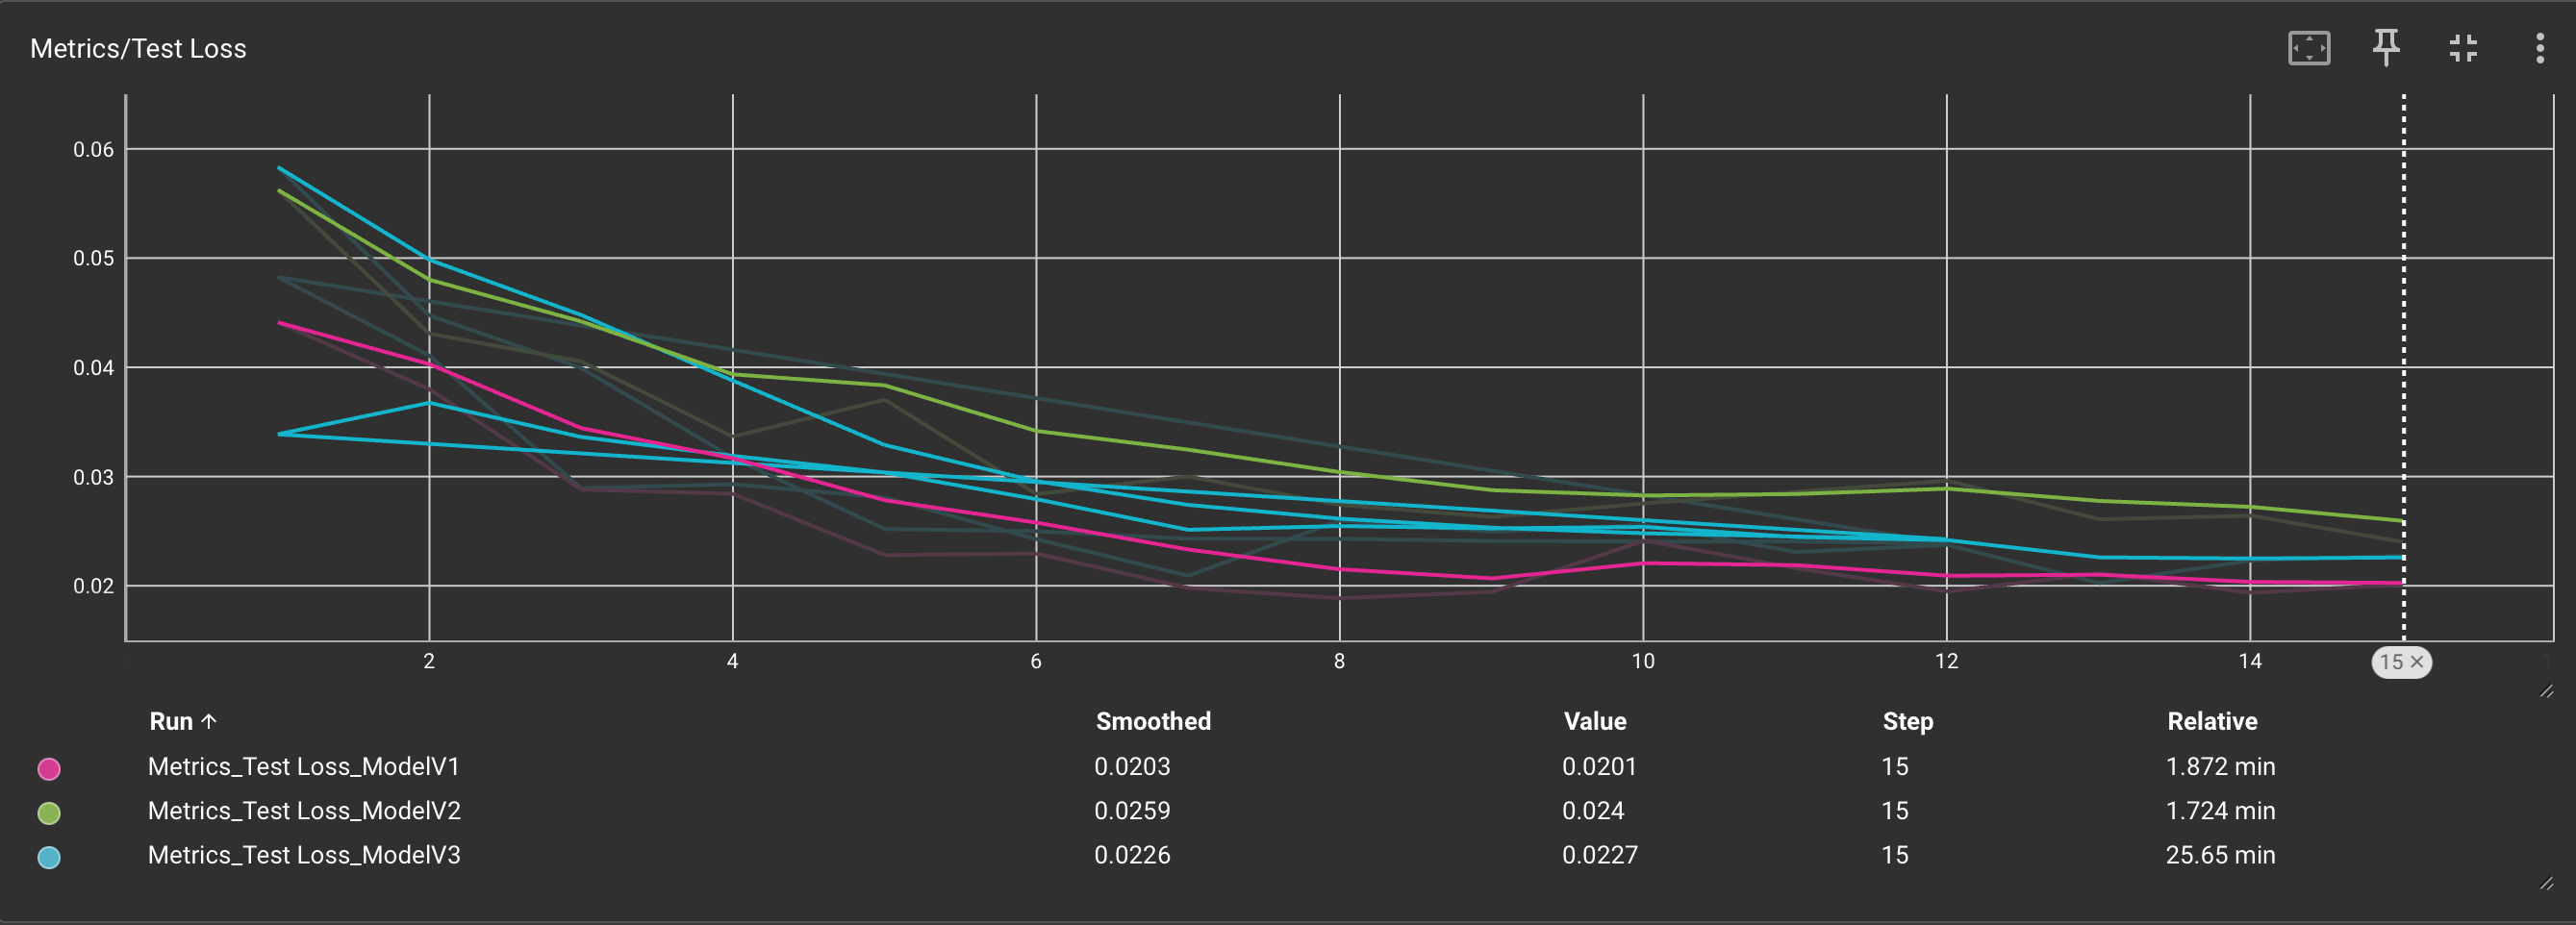 Metrics/Test Loss
0.06
0.05
0.04
0.03
0.02
2 4 6 8 10 12 14 15 ×
Run ↑ Smoothed Value Step Relative
Metrics_Test Loss_ModelV1 0.0203 0.0201 15 1.872 min
Metrics_Test Loss_ModelV2 0.0259 0.024 15 1.724 min
Metrics_Test Loss_ModelV3 0.0226 0.0227 15 25.65 min